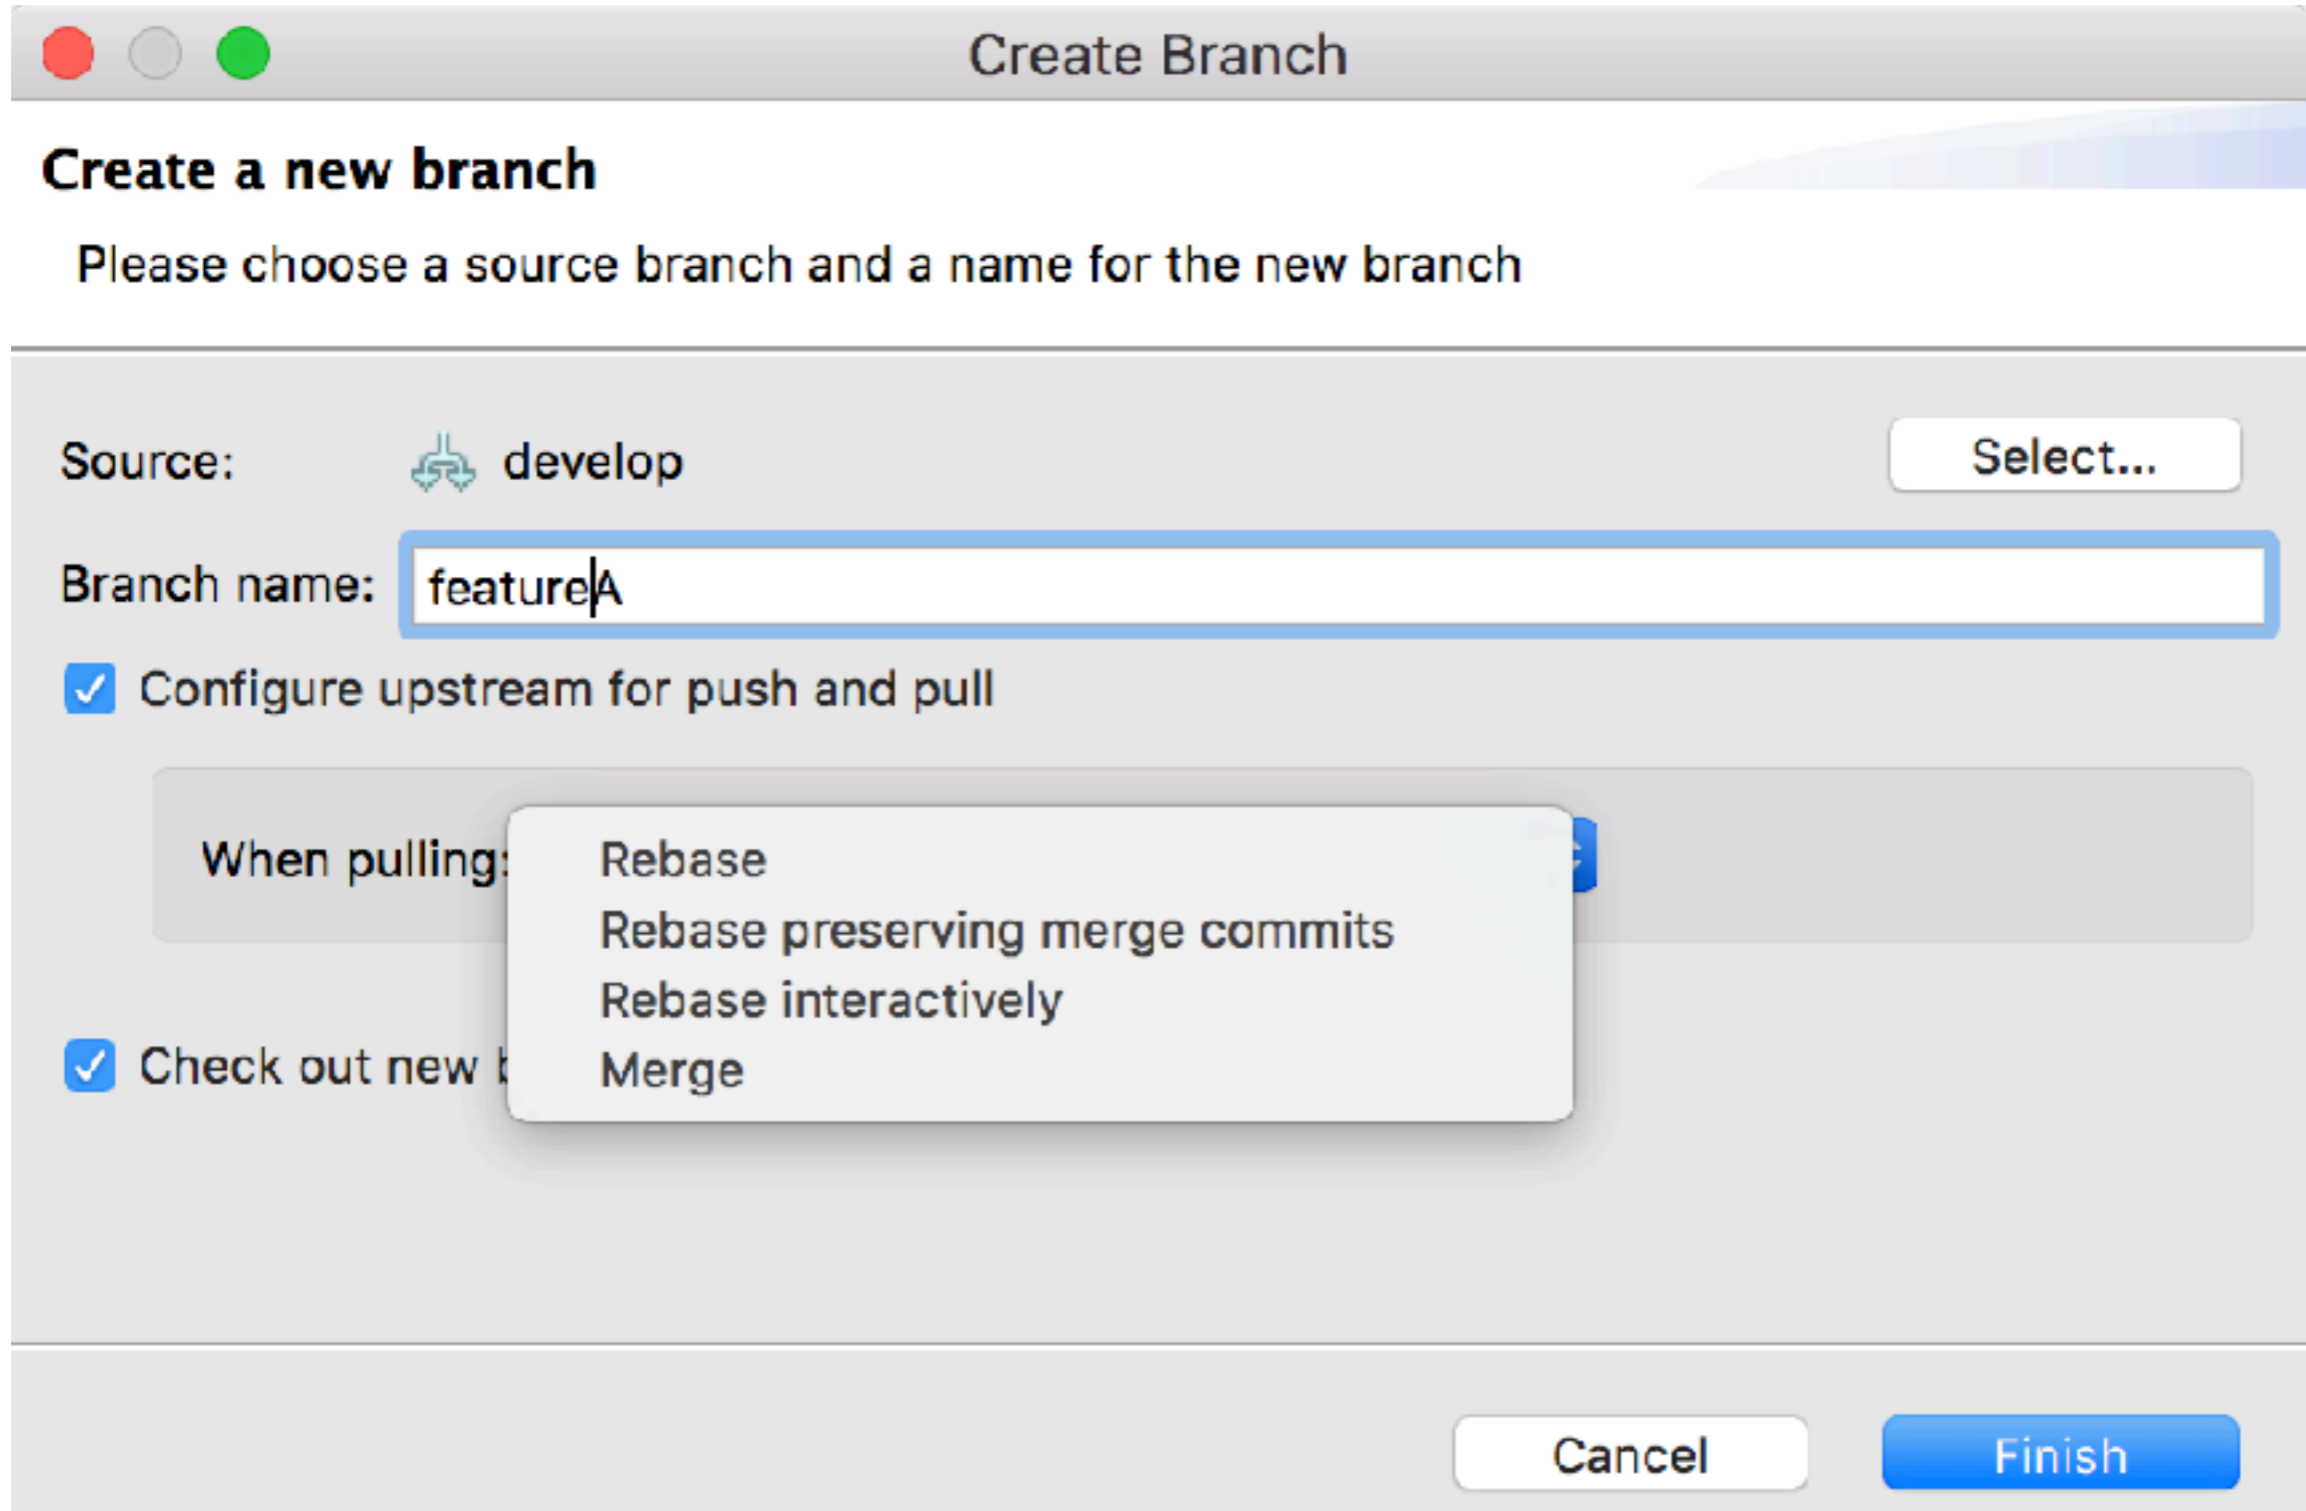 Create Branch
Create a new branch
Please choose a source branch and a name for the new branch
Source: develop Select...
Branch name: featureA
Configure upstream for push and pull
When pulling: Rebase
Rebase preserving merge commits
Rebase interactively
Check out new
Merge
Cancel Finish